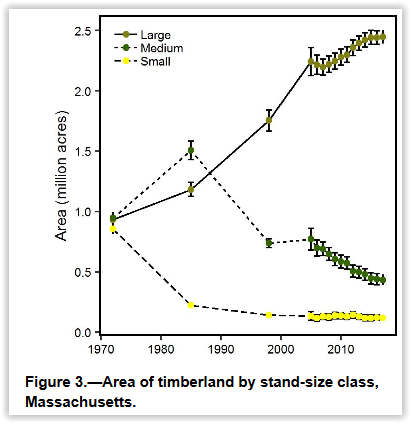 2.5
Large
Medium
Small
2.0
1.5
1.0
0.5
0.0
Area (million acres)
1970 1980 1990 2000 2010
Figure 3.—Area of timberland by stand-size class,
Massachusetts.